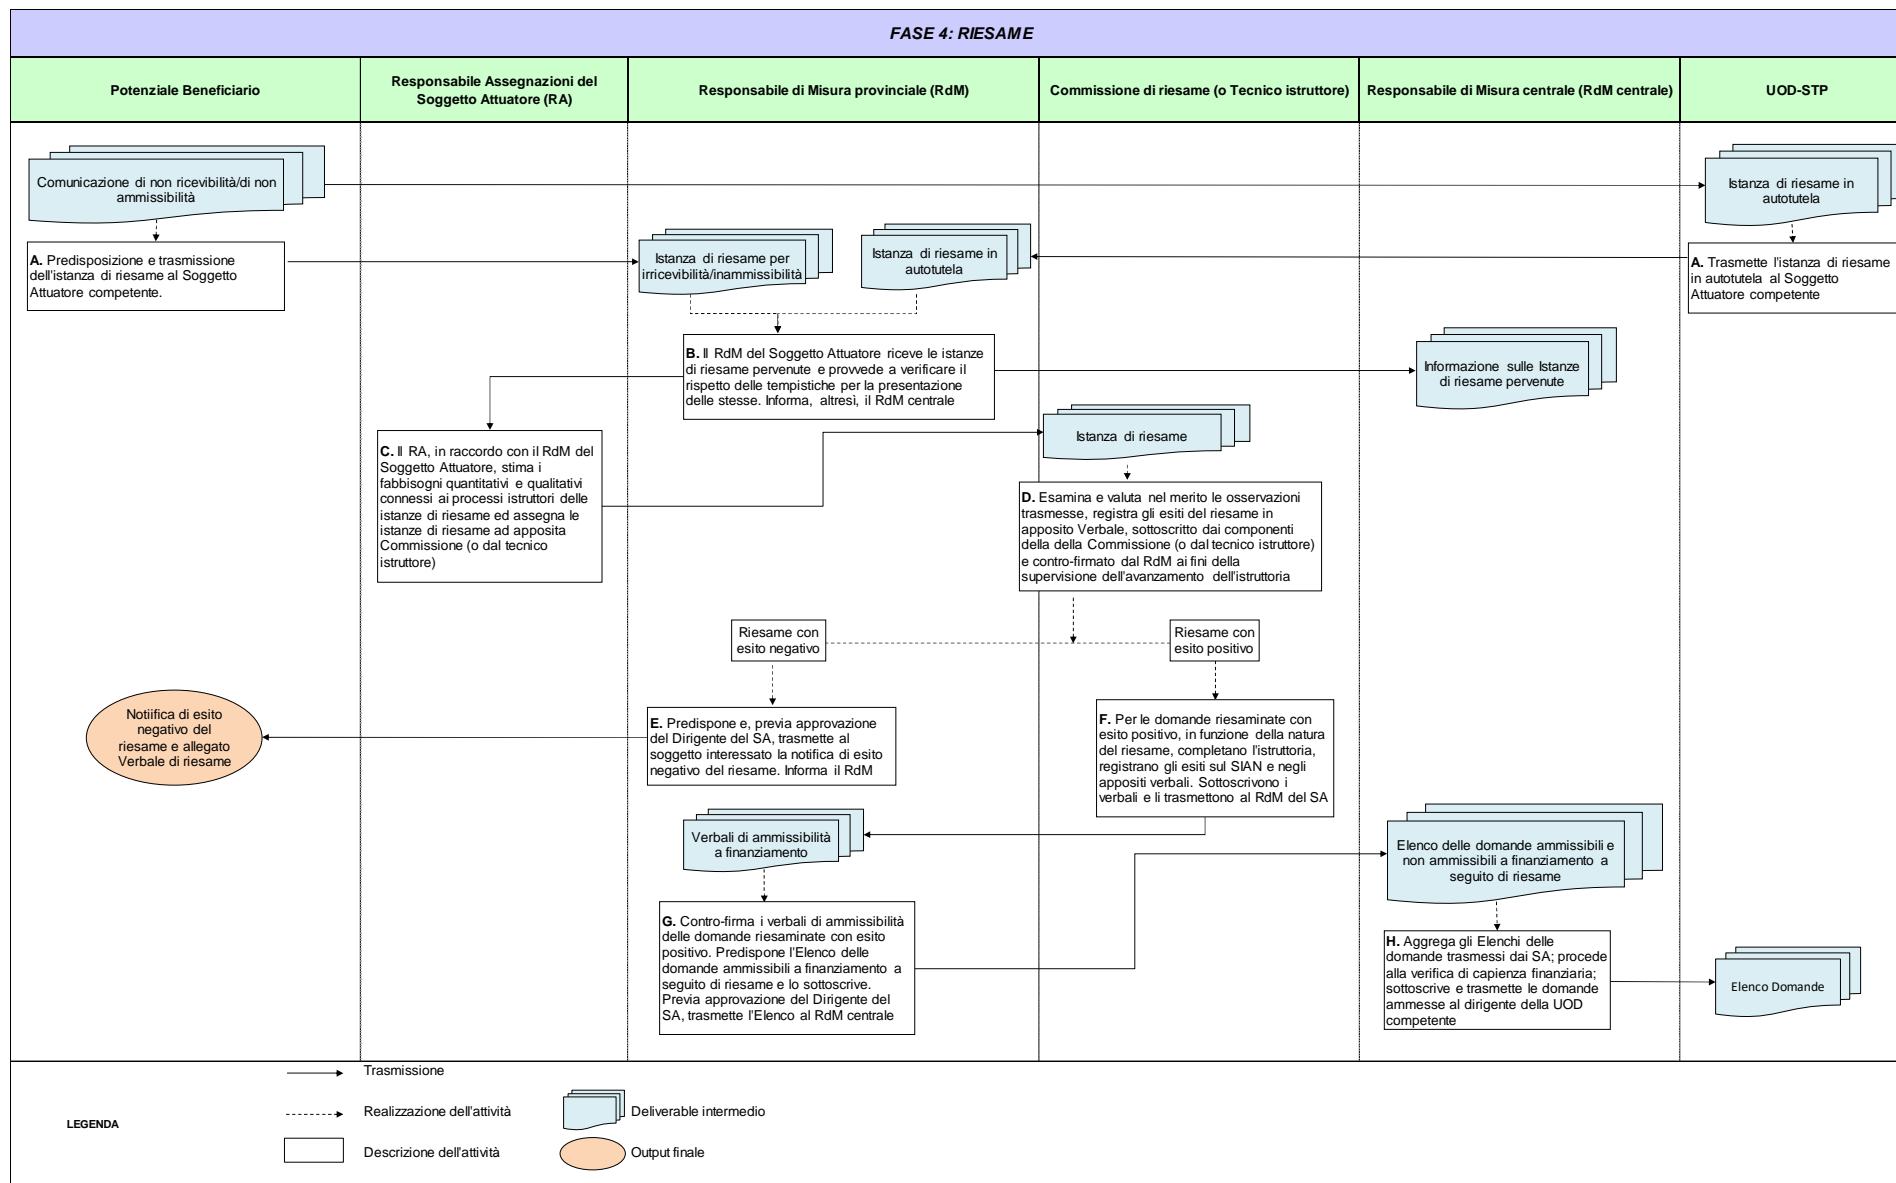 FASE 4: RIESAME
Potenziale Beneficiario
Responsabile Assegnazioni del
Soggetto Attuatore (RA)
Responsabile di Misura provinciale (RdM)
Commissione di riesame (o Tecnico istruttore)
Responsabile di Misura centrale (RdM centrale)
UOD-STP
Comunicazione di non ricevibilità/di non
ammissibilità
Istanza di riesame in
autotutela
A. Predisposizione e trasmissione
dell'istanza di riesame al Soggetto
Attuatore competente.
Istanza di riesame per
irricevibilità/inammissibilità
Istanza di riesame in
autotutela
A. Trasmette l'istanza di riesame
in autotutela al Soggetto
Attuatore competente
B. Il RdM del Soggetto Attuatore riceve le istanze
di riesame pervenute e provvede a verificare il
rispetto delle tempistiche per la presentazione
delle stesse. Informa, altresì, il RdM centrale
Informazione sulle Istanze
di riesame pervenute
C. Il RA, in raccordo con il RdM del
Soggetto Attuatore, stima i
fabbisogni quantitativi e qualitativi
connessi ai processi istruttori delle
istanze di riesame ed assegna le
istanze di riesame ad apposita
Commissione (o dal tecnico
istruttore)
Istanza di riesame
D. Esamina e valuta nel merito le osservazioni
trasmesse, registra gli esiti del riesame in
apposito Verbale, sottoscritto dai componenti
della della Commissione (o dal tecnico istruttore)
e contro-firmato dal RdM ai fini della
supervisione dell'avanzamento dell'istruttoria
Riesame con
esito negativo
Riesame con
esito positivo
Notiifica di esito
negativo del
riesame e allegato
Verbale di riesame
E. Predispone e, previa approvazione
del Dirigente del SA, trasmette al
soggetto interessato la notifica di esito
negativo del riesame. Informa il RdM
F. Per le domande riesaminate con
esito positivo, in funzione della natura
del riesame, completano l'istruttoria,
registrano gli esiti sul SIAN e negli
appositi verbali. Sottoscrivono i
verbali e li trasmettono al RdM del SA
Verbali di ammissibilità
a finanziamento
Elenco delle domande ammissibili e
non ammissibili a finanziamento a
seguito di riesame
G. Contro-firma i verbali di ammissibilità
delle domande riesaminate con esito
positivo. Predispone l'Elenco delle
domande ammissibili a finanziamento a
seguito di riesame e lo sottoscrive.
Previa approvazione del Dirigente del
SA, trasmette l'Elenco al RdM centrale
H. Aggrega gli Elenchi delle
domande trasmessi dai SA; procede
alla verifica di capienza finanziaria;
sottoscrive e trasmette le domande
ammesse al dirigente della UOD
competente
Elenco Domande
LEGENDA
Trasmissione
Realizzazione dell'attività
Deliverable intermedio
Descrizione dell'attività
Output finale